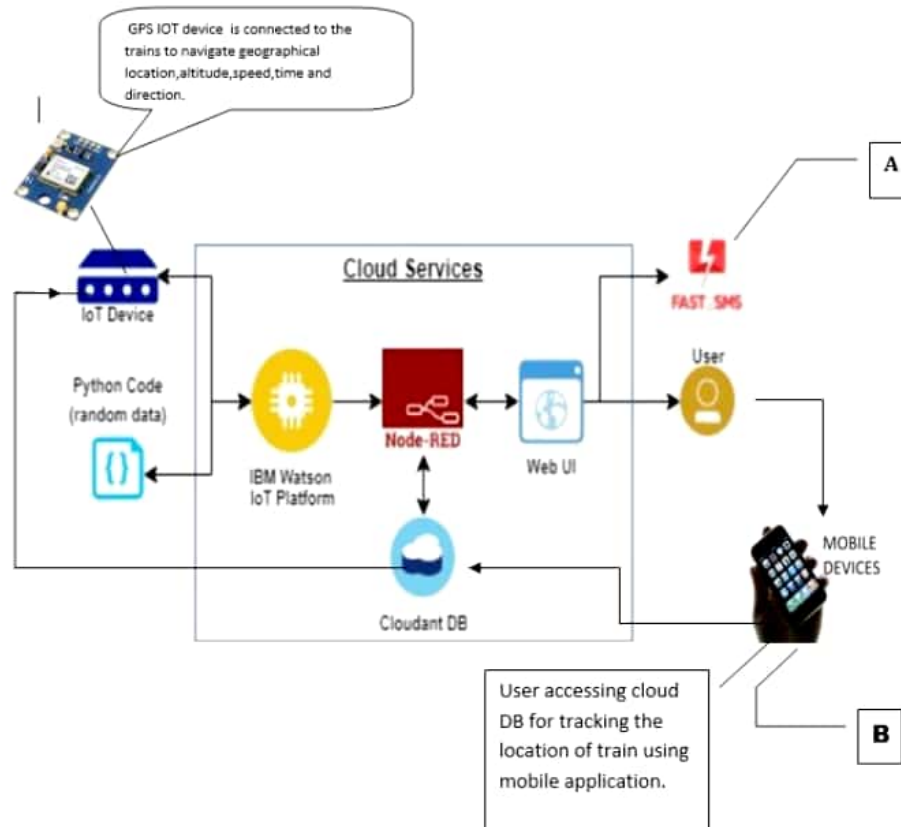 GPS IOT device is connected to the
trains to navigate geographical
location,altitude,speed,time and
direction.
A
Cloud Services
IoT Device
FAST 2SMS
User
Python Code
(random data)
{ }
Node-RED
IBM Watson
IoT Platform
Web UI
MOBILE
DEVICES
Cloudant DB
User accessing cloud
DB for tracking the
location of train using
mobile application.
B